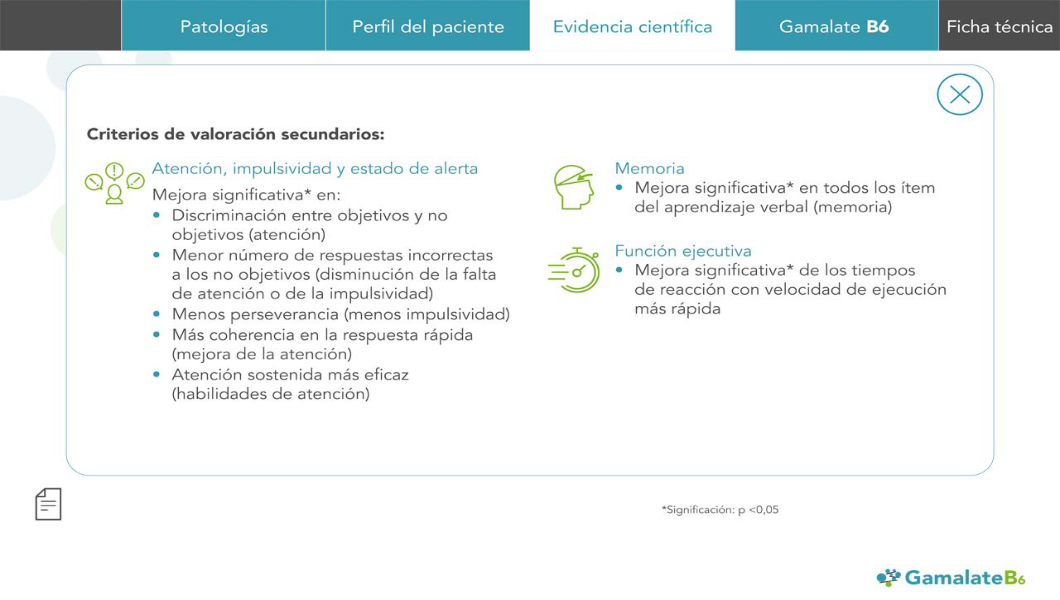 Patologías
Perfil del paciente
Evidencia científica
Gamalate B6
Ficha técnica
Criterios de valoración secundarios:
Atención, impulsividad y estado de alerta
Mejora significativa* en:
• Discriminación entre objetivos y no
objetivos (atención)
• Menor número de respuestas incorrectas
a los no objetivos (disminución de la falta
de atención o de la impulsividad)
• Menos perseverancia (menos impulsividad)
• Más coherencia en la respuesta rápida
(mejora de la atención)
• Atención sostenida más eficaz
(habilidades de atención)
Memoria
• Mejora significativa* en todos los ítem
del aprendizaje verbal (memoria)
Función ejecutiva
• Mejora significativa* de los tiempos
de reacción con velocidad de ejecución
más rápida
*Significación: p <0,05
GamalateB6